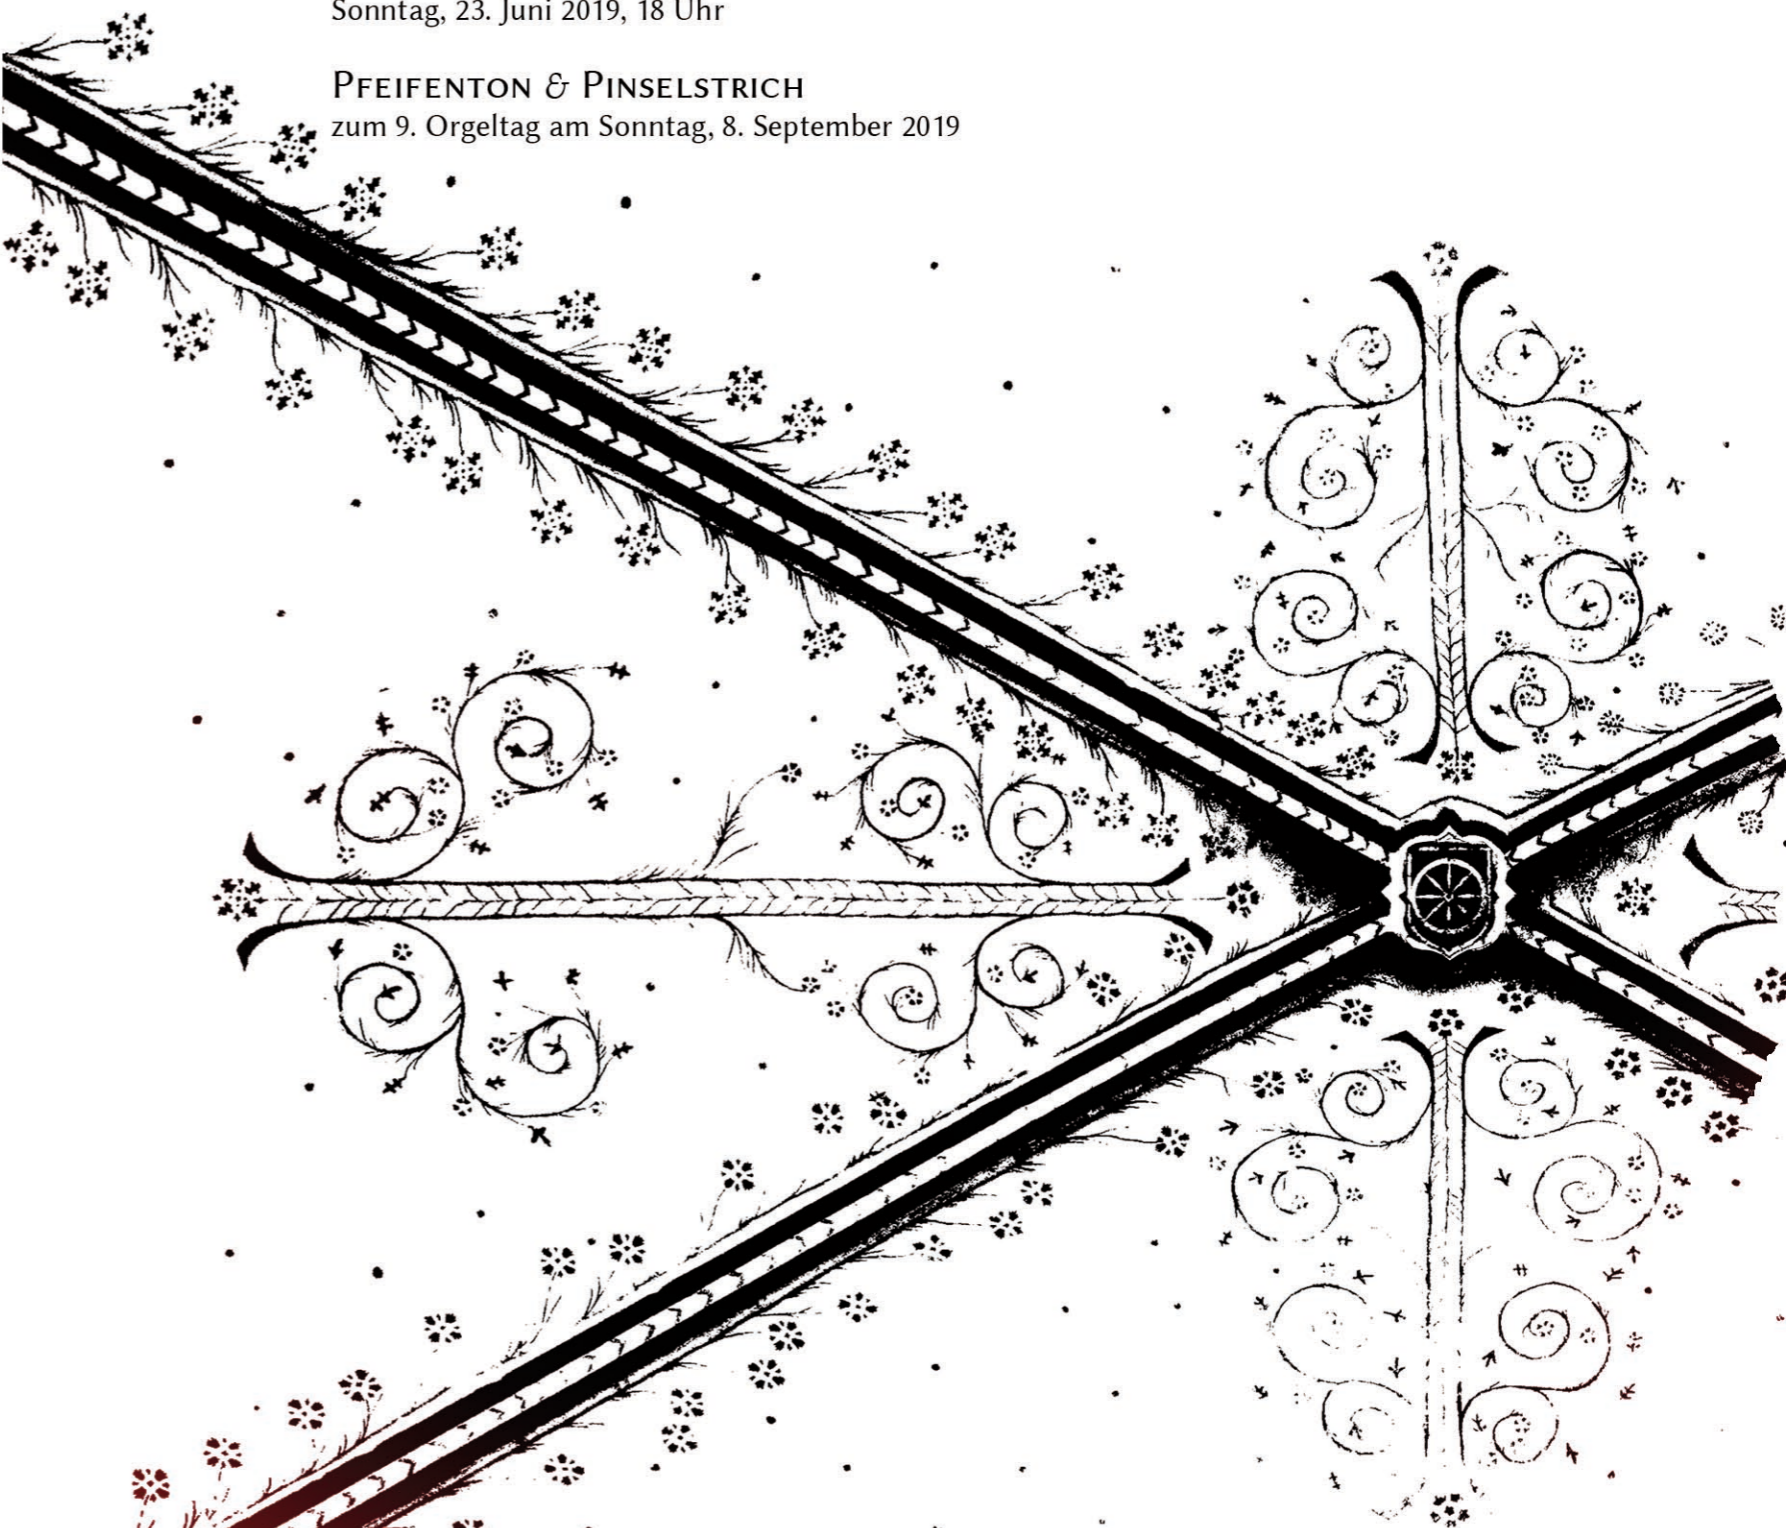 Sonntag, 23. Juni 2019, 18 Uhr
Pfeifenton & Pinselstrich
zum 9. Orgeltag am Sonntag, 8. September 2019